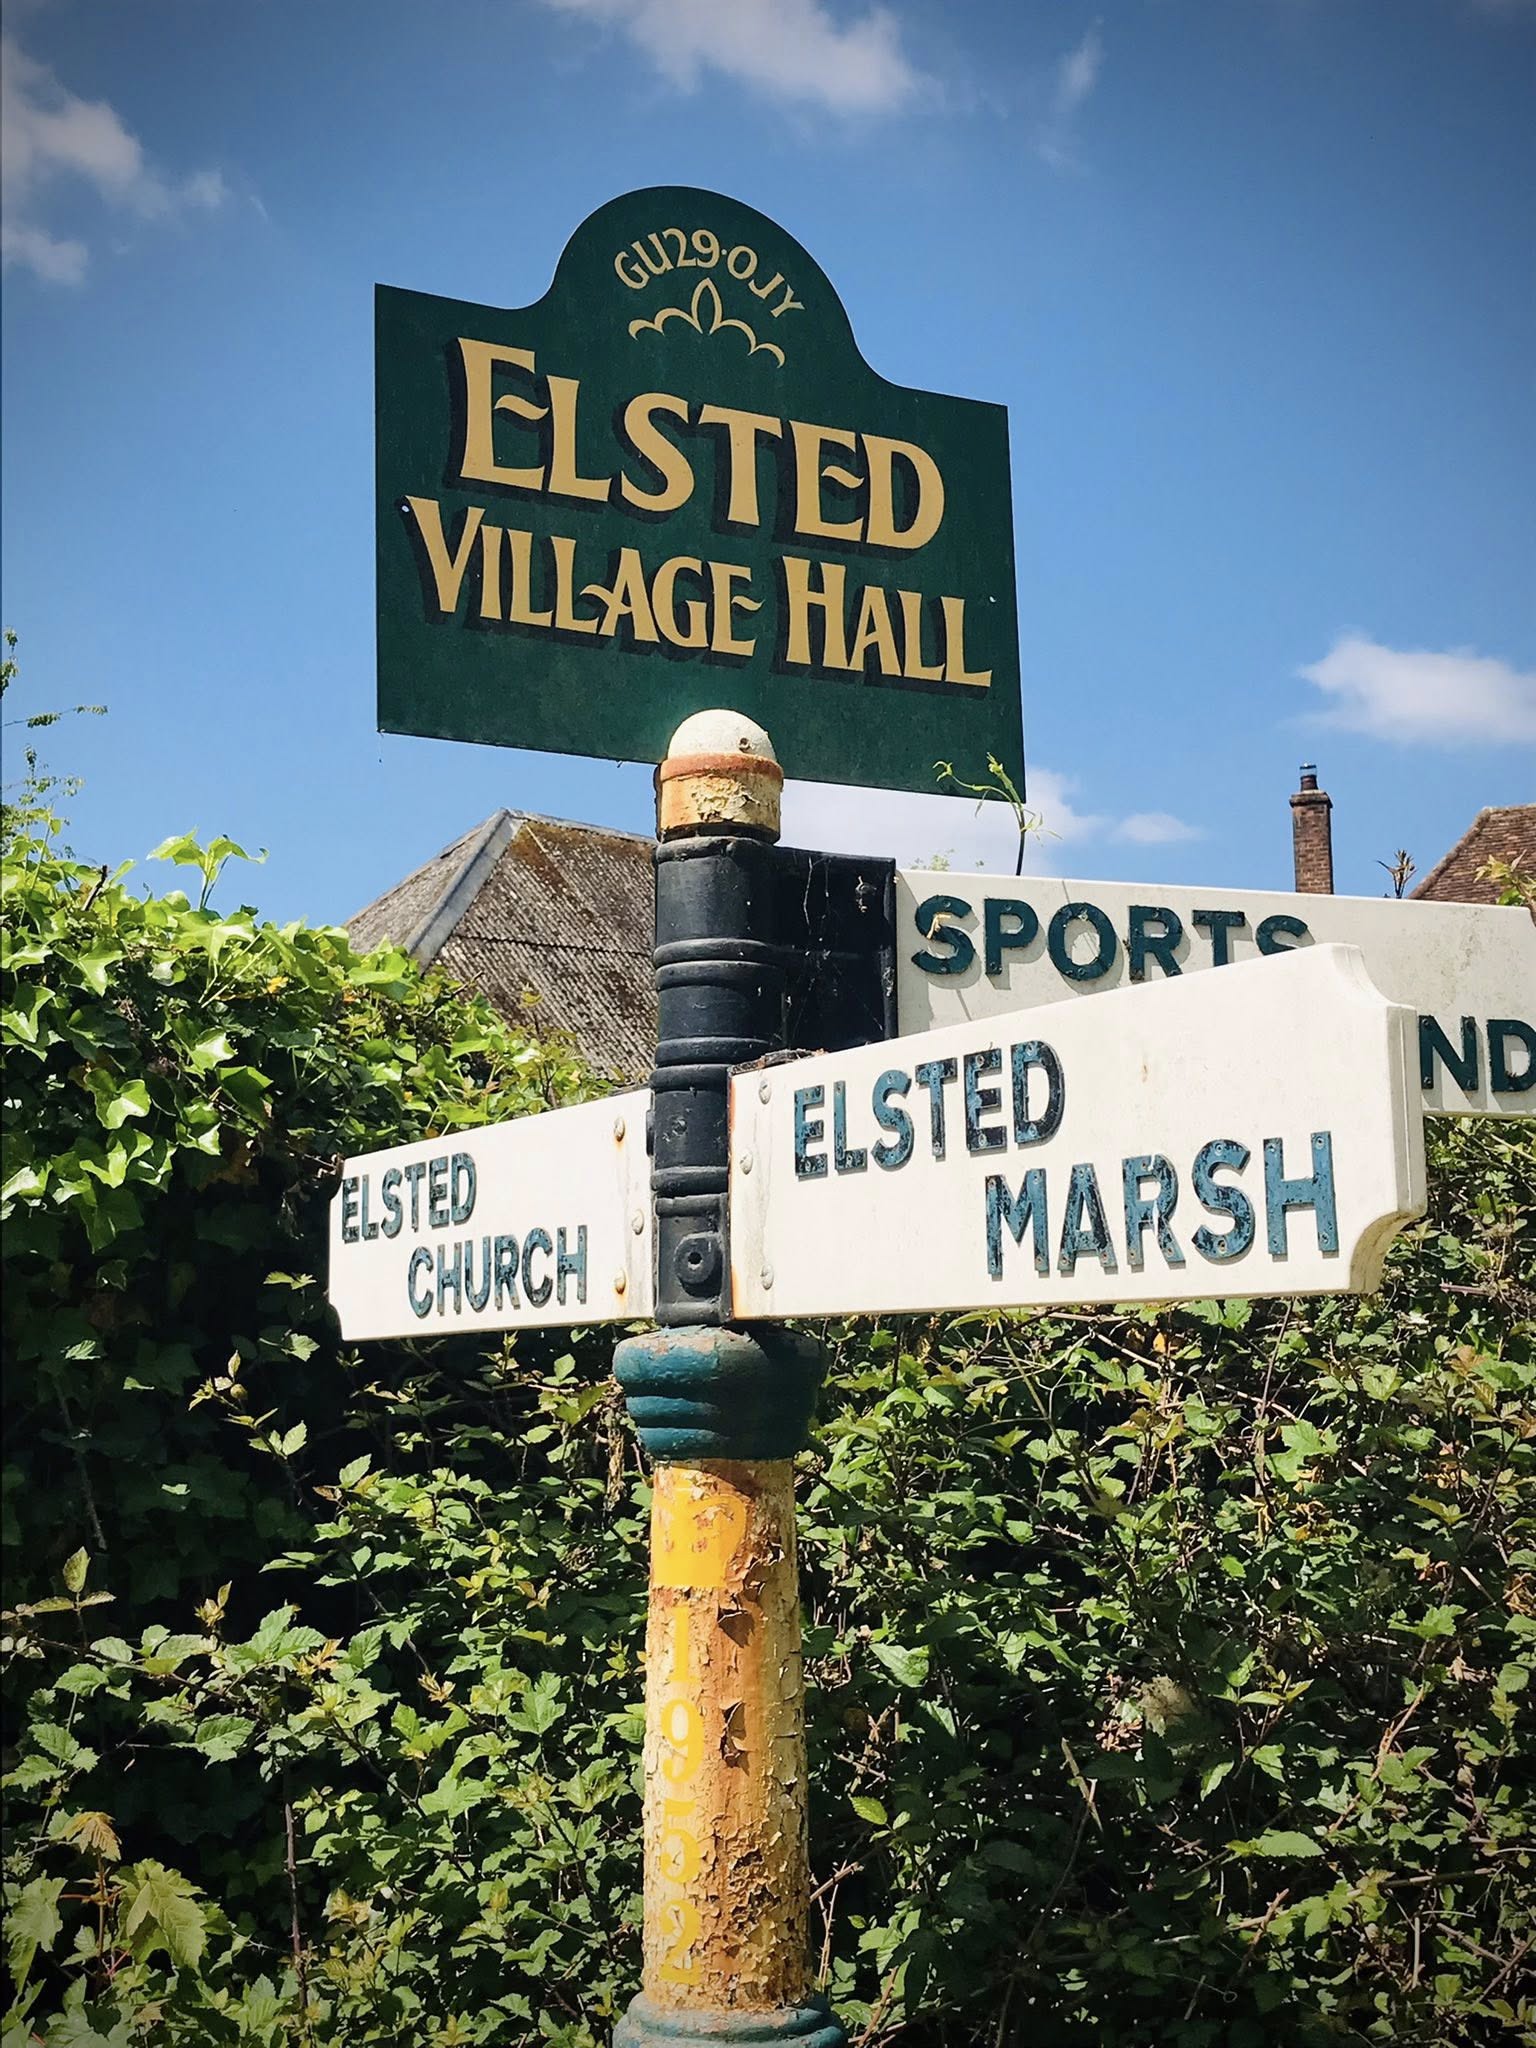 GU29·0JY
ELSTED
VILLAGE HALL
SPORTS
ND
ELSTED
MARSH
ELSTED
CHURCH
1952